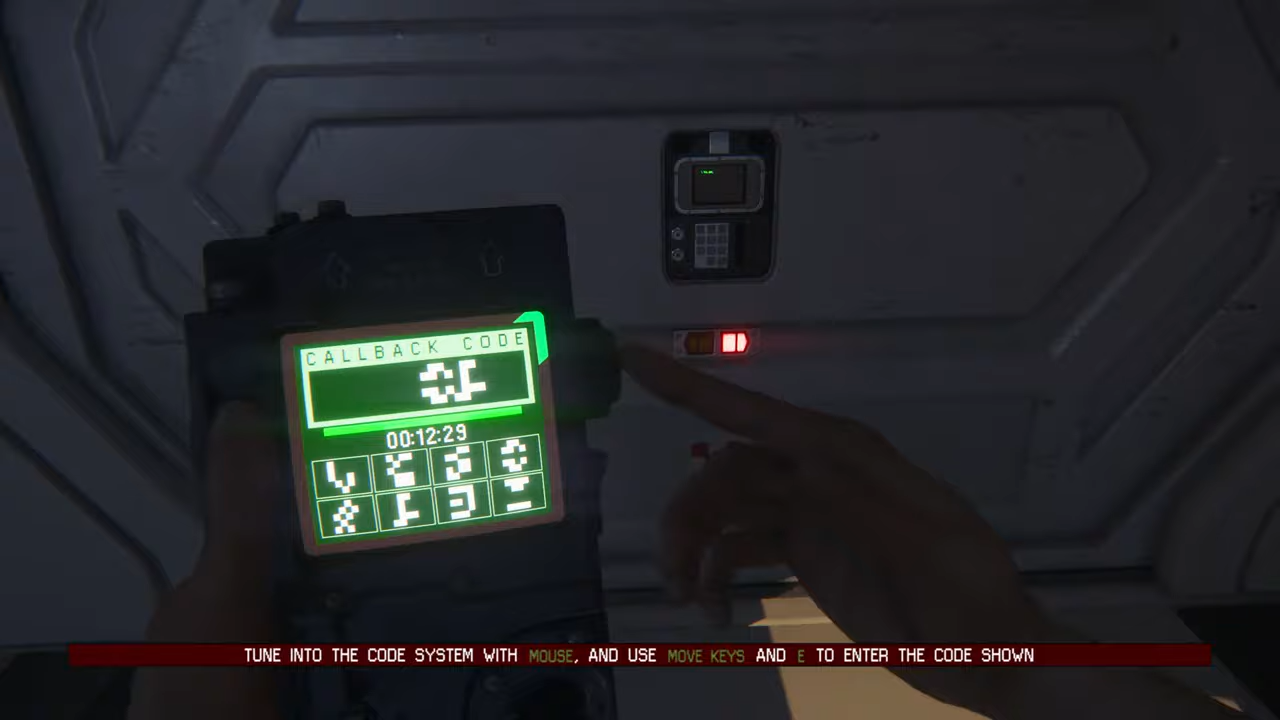 CALLBACK CODE
00:12:29
TUNE INTO THE CODE SYSTEM WITH MOUSE, AND USE MOVE KEYS AND E TO ENTER THE CODE SHOWN